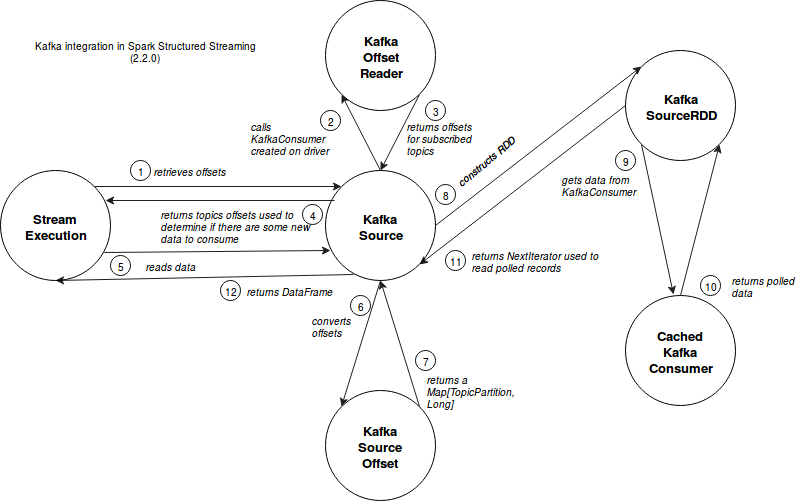 Kafka integration in Spark Structured Streaming
(2.2.0)
Kafka
Offset
Reader
Kafka
SourceRDD
2
calls
KafkaConsumer
created on driver
3
returns offsets
for subscribed
topics
8
constructs RDD
9
gets data from
KafkaConsumer
1
retrieves offsets
Stream
Execution
4
returns topics offsets used to
determine if there are some new
data to consume
Kafka
Source
5
reads data
11
returns NextIterator used to
read polled records
12
returns DataFrame
10
returns polled
data
6
converts
offsets
7
returns a
Map[TopicPartition,
Long]
Cached
Kafka
Consumer
Kafka
Source
Offset